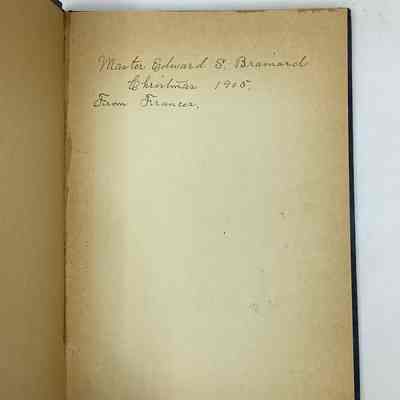 Master Edward S. Brainard
Christmas 1905.
From Frances.